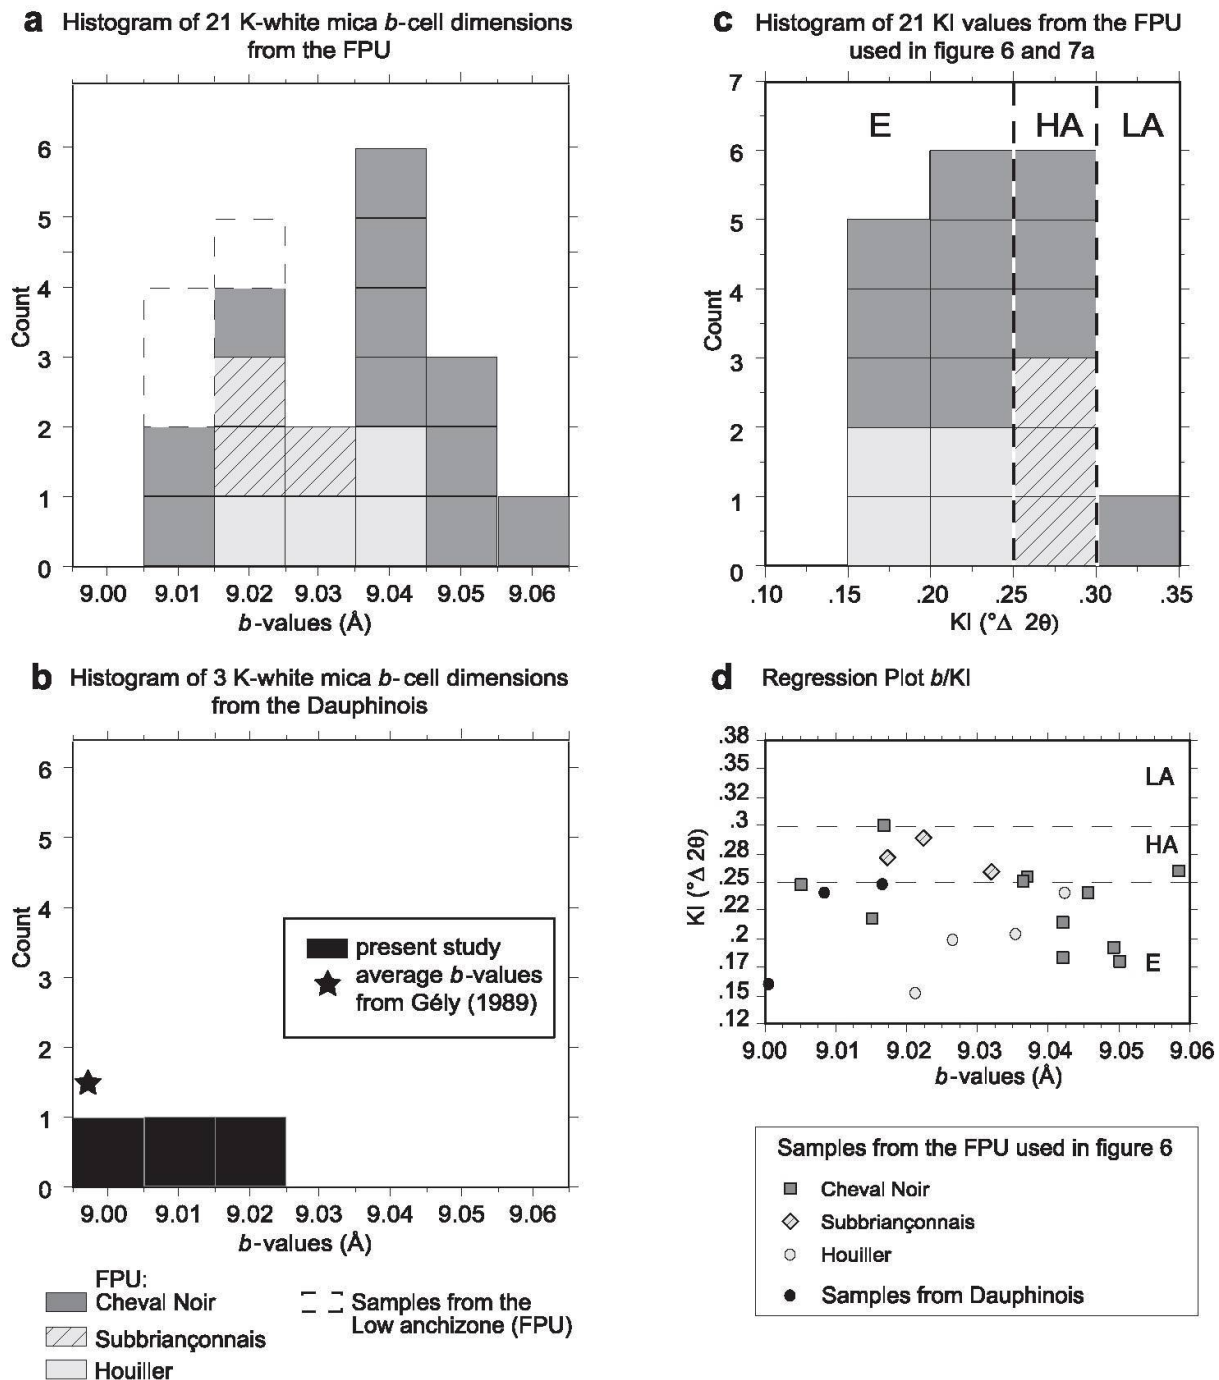 a Histogram of 21 K-white mica b-cell dimensions
from the FPU
6
5
4
3
2
1
0
Count
9.00 9.01 9.02 9.03 9.04 9.05 9.06
b-values (Å)
c Histogram of 21 KI values from the FPU
used in figure 6 and 7a
7
6
5
4
3
2
1
0
Count
E HA LA
.10 .15 .20 .25 .30 .35
KI (°Δ 2θ)
b Histogram of 3 K-white mica b-cell dimensions
from the Dauphinois
6
5
4
3
2
1
0
Count
present study
average b-values
from Gély (1989)
9.00 9.01 9.02 9.03 9.04 9.05 9.06
b-values (Å)
FPU:
Cheval Noir
Subbriançonnais
Houiller
Samples from the
Low anchizone (FPU)
d Regression Plot b/KI
.38
.35
.32
.3
.28
.25
.22
.2
.17
.15
.12
KI (°Δ 2θ)
LA
HA
E
9.00 9.01 9.02 9.03 9.04 9.05 9.06
b-values (Å)
Samples from the FPU used in figure 6
Cheval Noir
Subbriançonnais
Houiller
Samples from Dauphinois